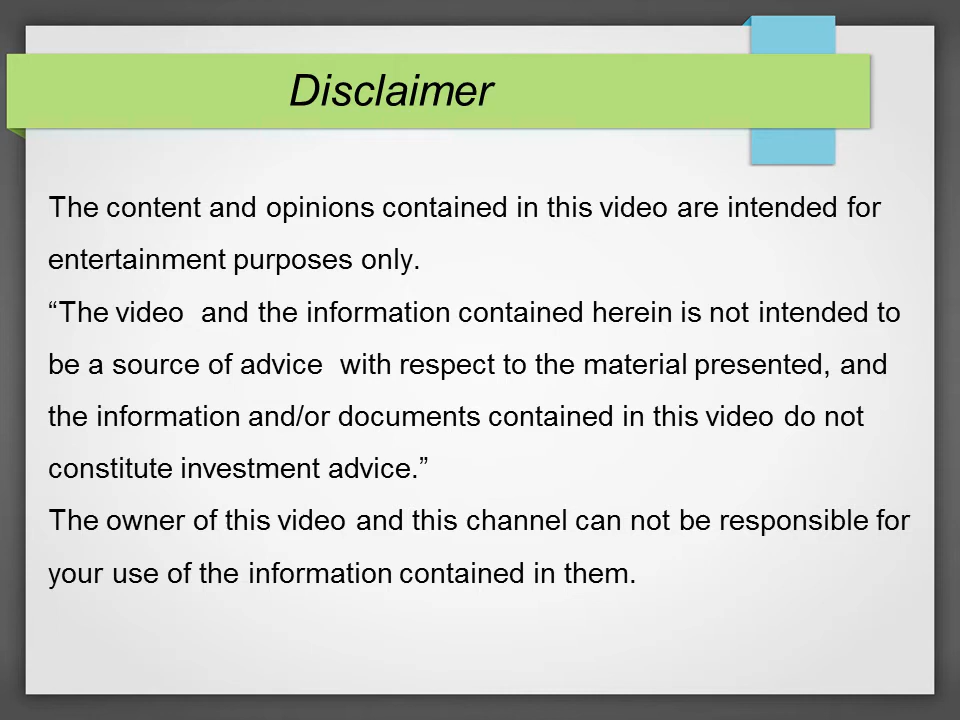 Disclaimer
The content and opinions contained in this video are intended for
entertainment purposes only.
“The video  and the information contained herein is not intended to
be a source of advice  with respect to the material presented, and
the information and/or documents contained in this video do not
constitute investment advice.”
The owner of this video and this channel can not be responsible for
your use of the information contained in them.